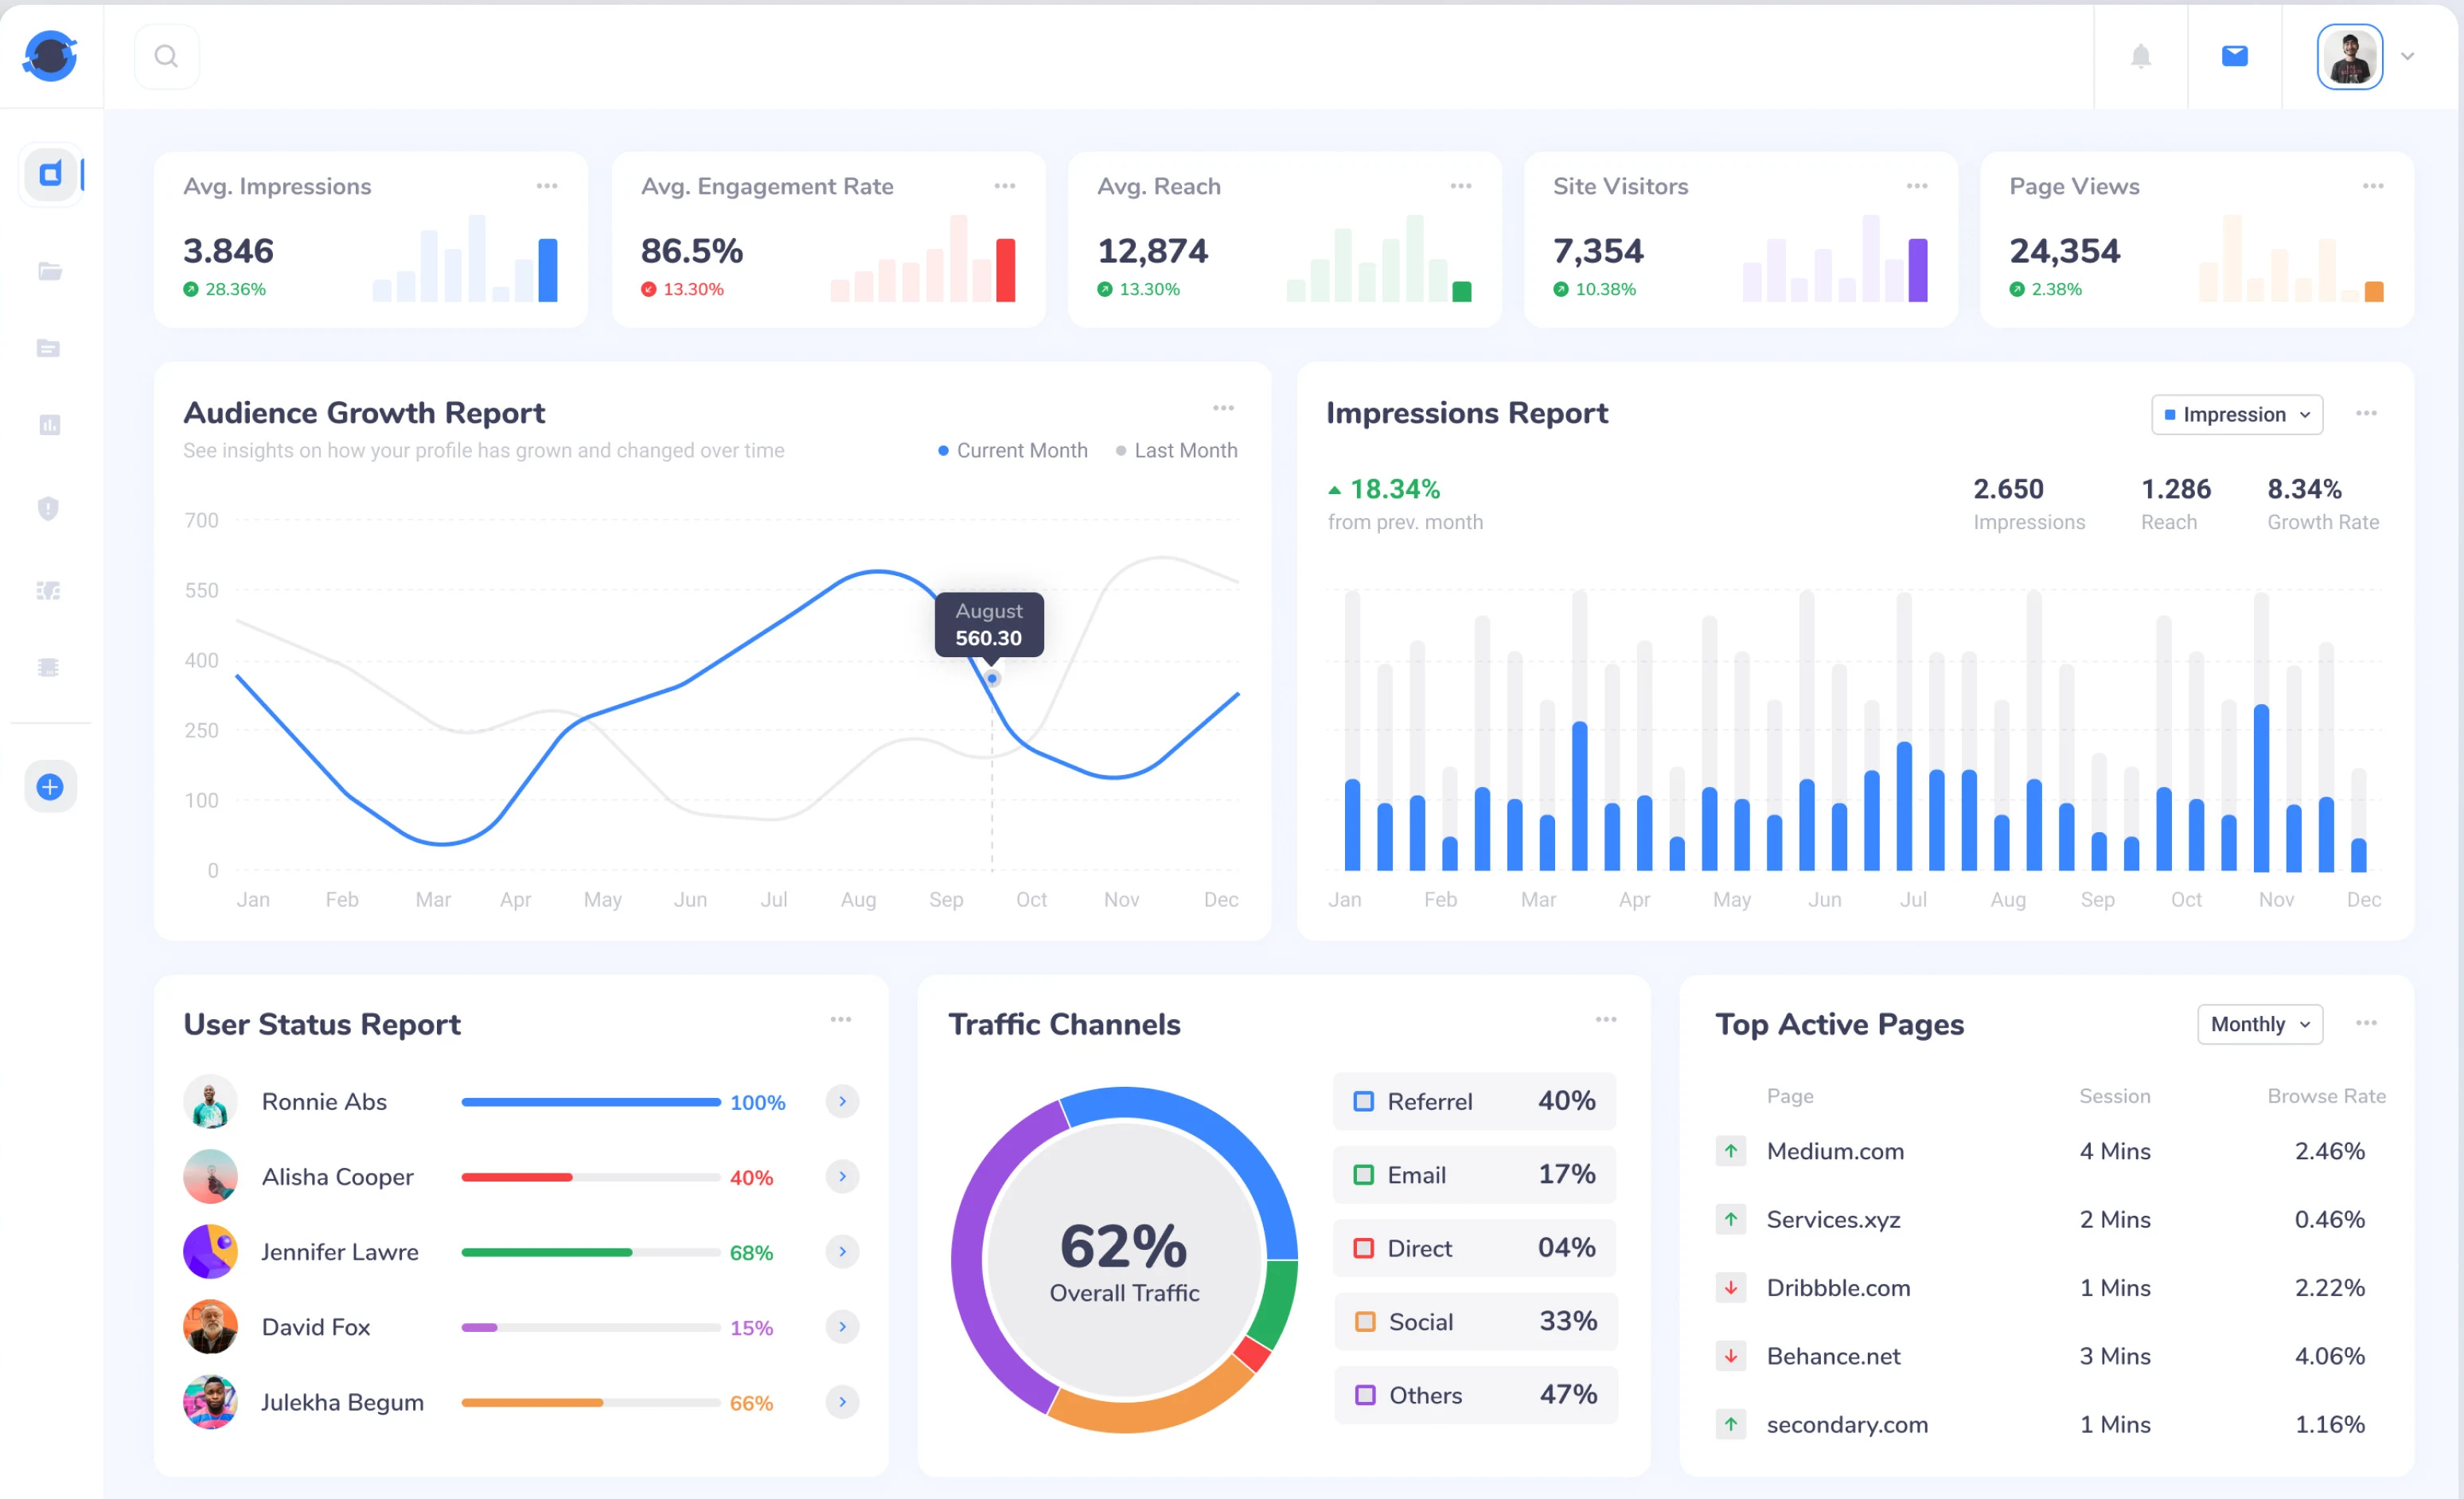 Avg. Impressions
3.846
28.36%
Avg. Engagement Rate
86.5%
13.30%
Avg. Reach
12,874
13.30%
Site Visitors
7,354
10.38%
Page Views
24,354
2.38%
Audience Growth Report
See insights on how your profile has grown and changed over time
Current Month
Last Month
700
550
400
250
100
0
August
560.30
Jan Feb Mar Apr May Jun Jul Aug Sep Oct Nov Dec
Impressions Report
Impression
18.34%
from prev. month
2.650
Impressions
1.286
Reach
8.34%
Growth Rate
Jan Feb Mar Apr May Jun Jul Aug Sep Oct Nov Dec
User Status Report
Ronnie Abs 100%
Alisha Cooper 40%
Jennifer Lawre 68%
David Fox 15%
Julekha Begum 66%
Traffic Channels
62%
Overall Traffic
Referrel 40%
Email 17%
Direct 04%
Social 33%
Others 47%
Top Active Pages
Monthly
Page Session Browse Rate
Medium.com 4 Mins 2.46%
Services.xyz 2 Mins 0.46%
Dribbble.com 1 Mins 2.22%
Behance.net 3 Mins 4.06%
secondary.com 1 Mins 1.16%